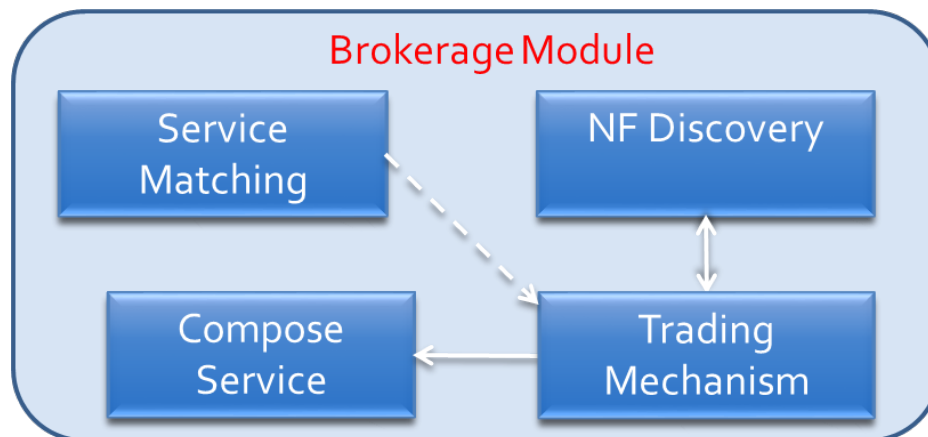 Brokerage Module
Service
Matching
NF Discovery
Compose
Service
Trading
Mechanism